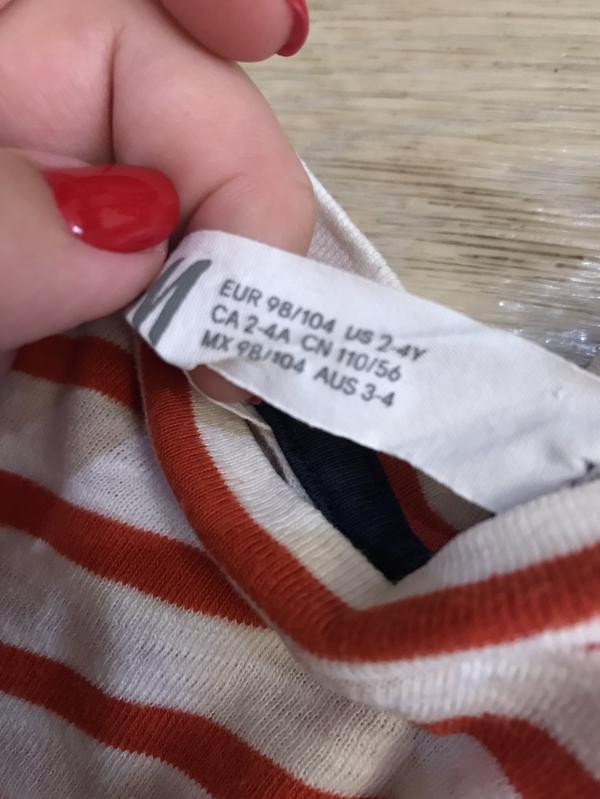 EUR 98/104 US 2-4Y
CA 2-4A CN 110/56
MX 98/104 AUS 3-4